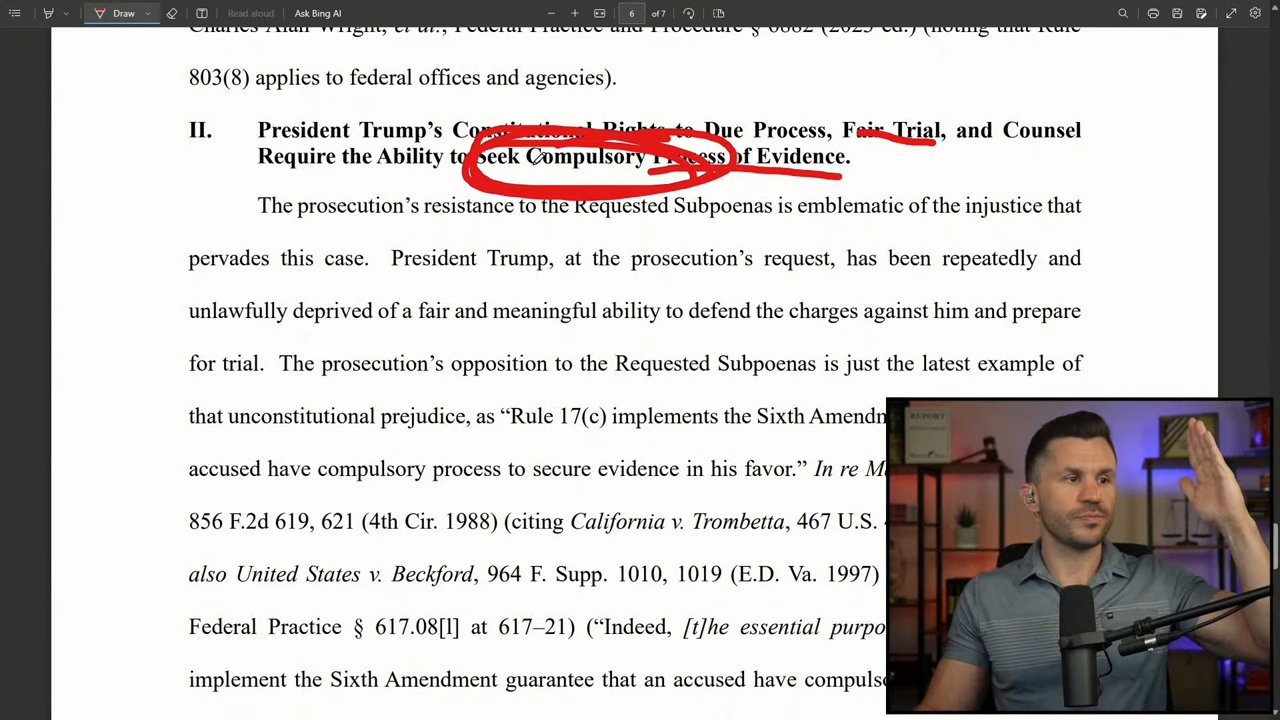 Draw
Read aloud
Ask Bing AI
6
of 7
803(8) applies to federal offices and agencies).
II. President Trump's Constitutional Rights to Due Process, Fair Trial, and Counsel
Require the Ability to Seek Compulsory Process of Evidence.
The prosecution's resistance to the Requested Subpoenas is emblematic of the injustice that
pervades this case. President Trump, at the prosecution's request, has been repeatedly and
unlawfully deprived of a fair and meaningful ability to defend the charges against him and prepare
for trial. The prosecution's opposition to the Requested Subpoenas is just the latest example of
that unconstitutional prejudice, as “Rule 17(c) implements the Sixth
accused have compulsory process to secure evidence in his favor.” In re
856 F.2d 619, 621 (4th Cir. 1988) (citing California v. Trombetta, 467 U.S.
also United States v. Beckford, 964 F. Supp. 1010, 1019 (E.D. Va. 1997)
Federal Practice § 617.08[l] at 617–21) (“Indeed, [t]he essential
implement the Sixth Amendment guarantee that an accused have
REPORT